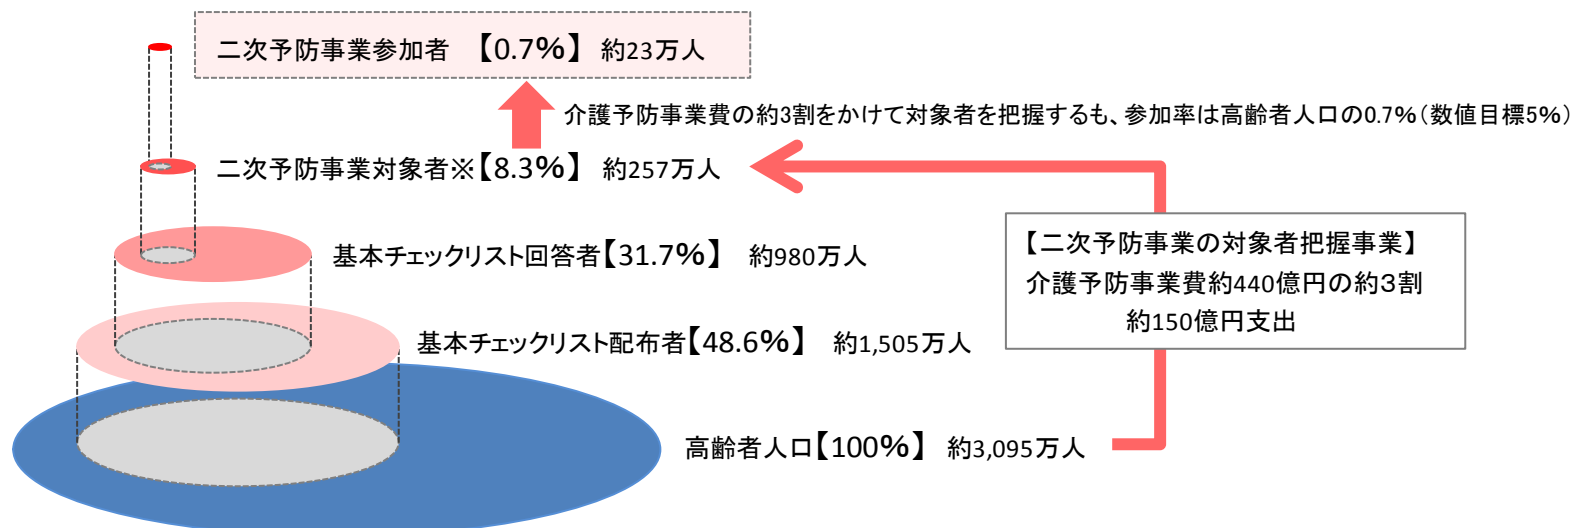 二次予防事業参加者 【0.7%】 約23万人
介護予防事業費の約3割をかけて対象者を把握するも、参加率は高齢者人口の0.7%(数値目標5%)
二次予防事業対象者※【8.3%】 約257万人
【二次予防事業の対象者把握事業】
介護予防事業費約440億円の約3割
約150億円支出
基本チェックリスト回答者【31.7%】 約980万人
基本チェックリスト配布者【48.6%】 約1,505万人
高齢者人口【100%】 約3,095万人